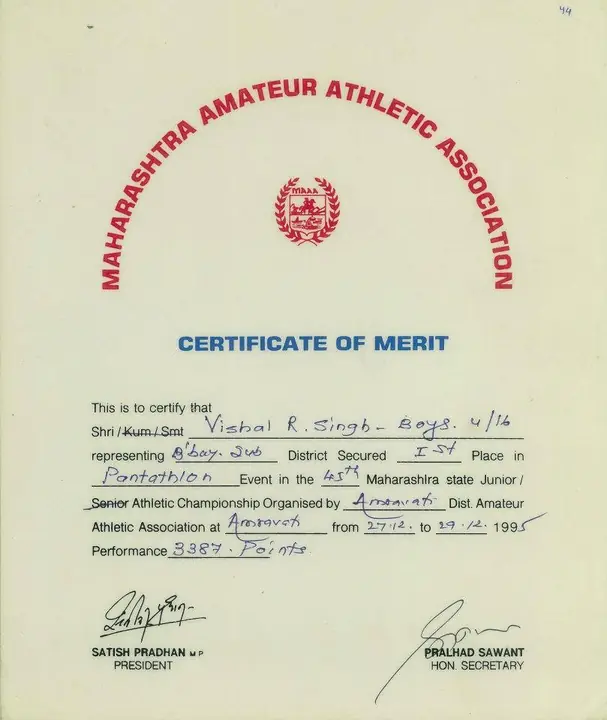 44
MAHARASHTRA AMATEUR ATHLETIC ASSOCIATION
MAAA
CERTIFICATE OF MERIT
This is to certify that
Shri / Kum / Smt Vishal R. Singh - Boys. u/16
representing B'bay. Sub District Secured Ist Place in
Pantathlon Event in the 45th Maharashtra state Junior /
Senior Athletic Championship Organised by Amravati Dist. Amateur
Athletic Association at Amravati from 27.12. to 29.12. 1995
Performance 3387. Points
SATISH PRADHAN M P
PRESIDENT
PRALHAD SAWANT
HON. SECRETARY